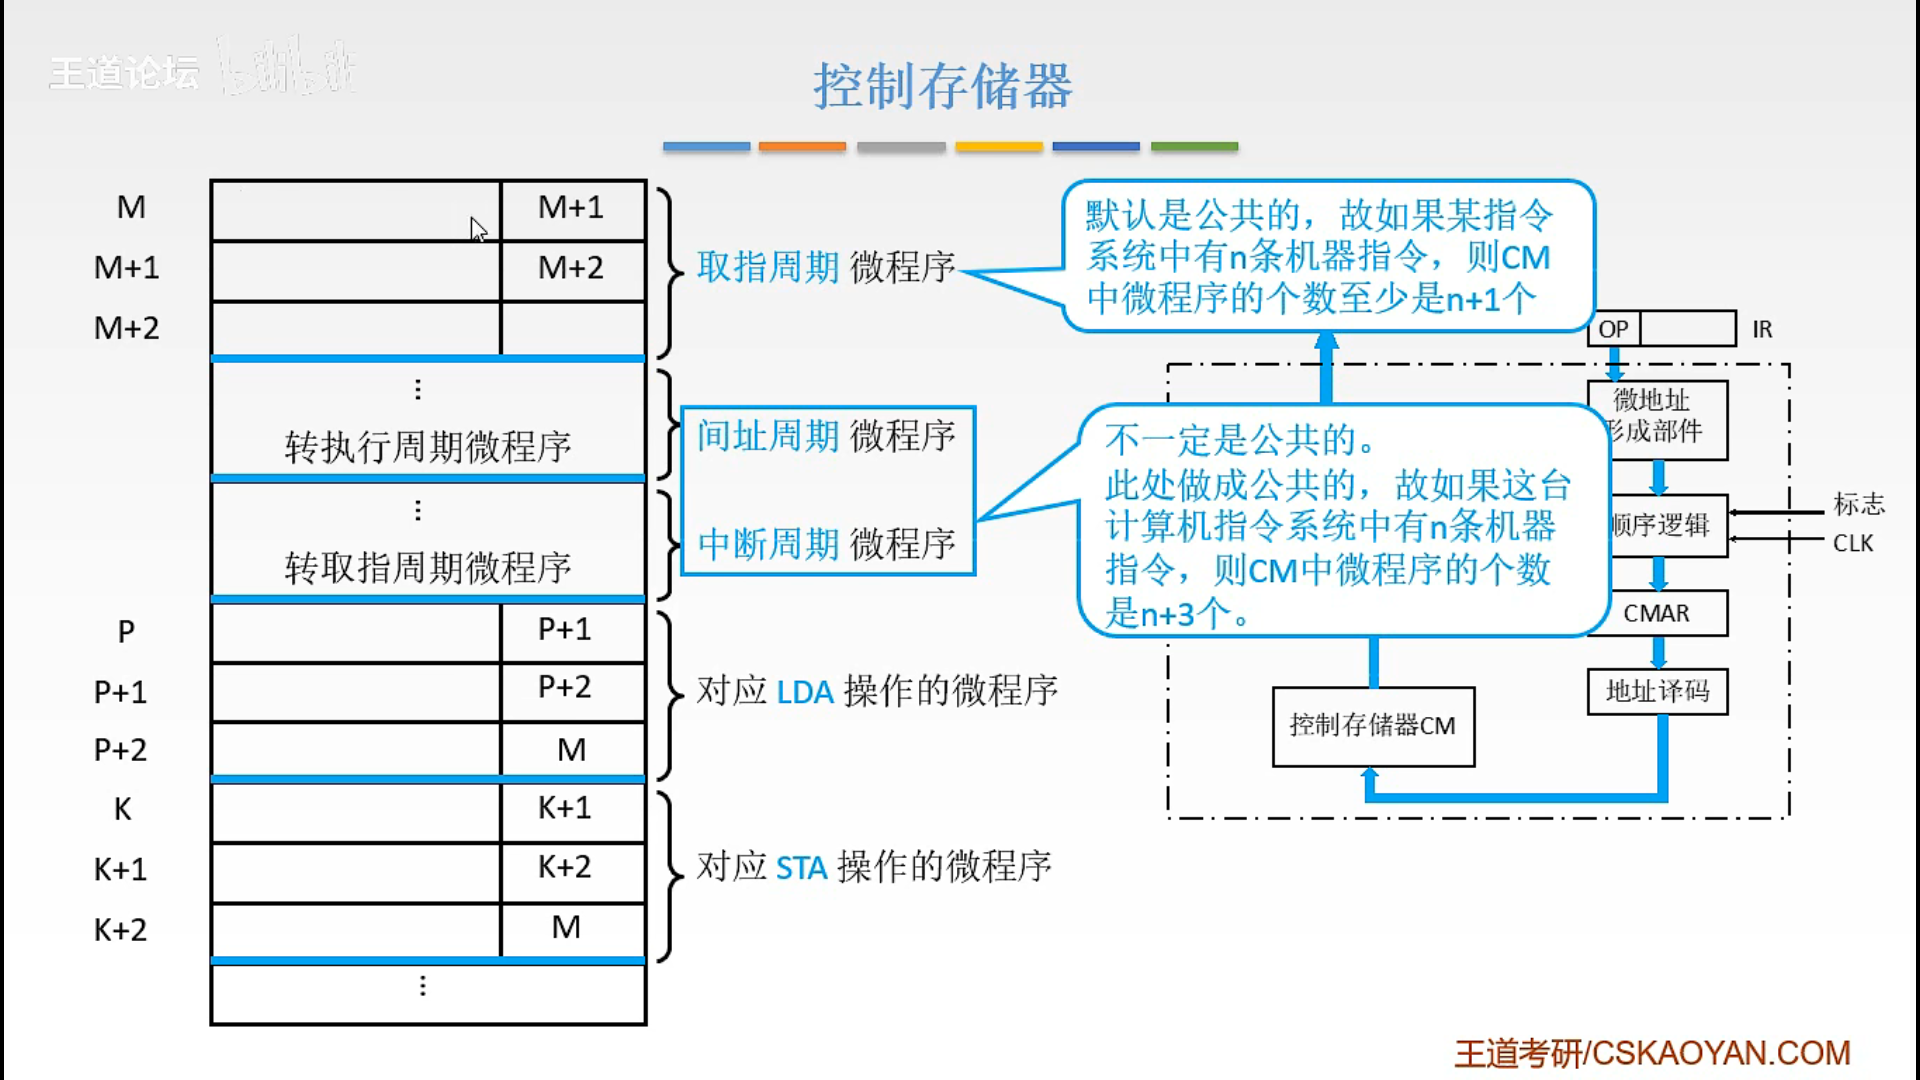 王道论坛 bilibili
控制存储器
M
M+1
M+1
M+2
M+2
取指周期 微程序
默认是公共的，故如果某指令
系统中有n条机器指令，则CM
中微程序的个数至少是n+1个
⋮
转执行周期微程序
间址周期 微程序
⋮
转取指周期微程序
中断周期 微程序
不一定是公共的。
此处做成公共的，故如果这台
计算机指令系统中有n条机器
指令，则CM中微程序的个数
是n+3个。
P
P+1
P+1
P+2
P+2
M
对应 LDA 操作的微程序
K
K+1
K+1
K+2
K+2
M
对应 STA 操作的微程序
⋮
OP
IR
微地址
形成部件
顺序逻辑
标志
CLK
CMAR
地址译码
控制存储器CM
王道考研/CSKAOYAN.COM